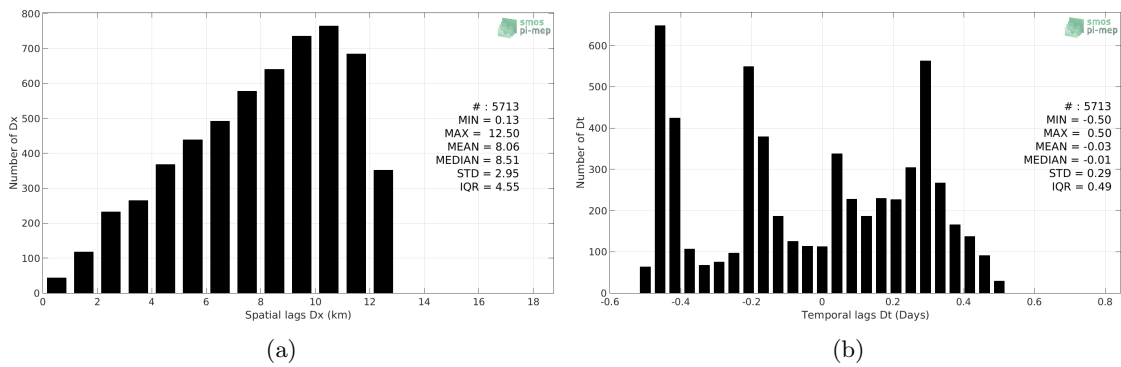 800
700
600
500
400
300
200
100
0
Number of Dx
0 2 4 6 8 10 12 14 16 18
Spatial lags Dx (km)
smos
pi-mep
# : 5713
MIN = 0.13
MAX = 12.50
MEAN = 8.06
MEDIAN = 8.51
STD = 2.95
IQR = 4.55
(a)
600
500
400
300
200
100
0
Number of Dt
-0.6 -0.4 -0.2 0 0.2 0.4 0.6 0.8
Temporal lags Dt (Days)
smos
pi-mep
# : 5713
MIN = -0.50
MAX = 0.50
MEAN = -0.03
MEDIAN = -0.01
STD = 0.29
IQR = 0.49
(b)